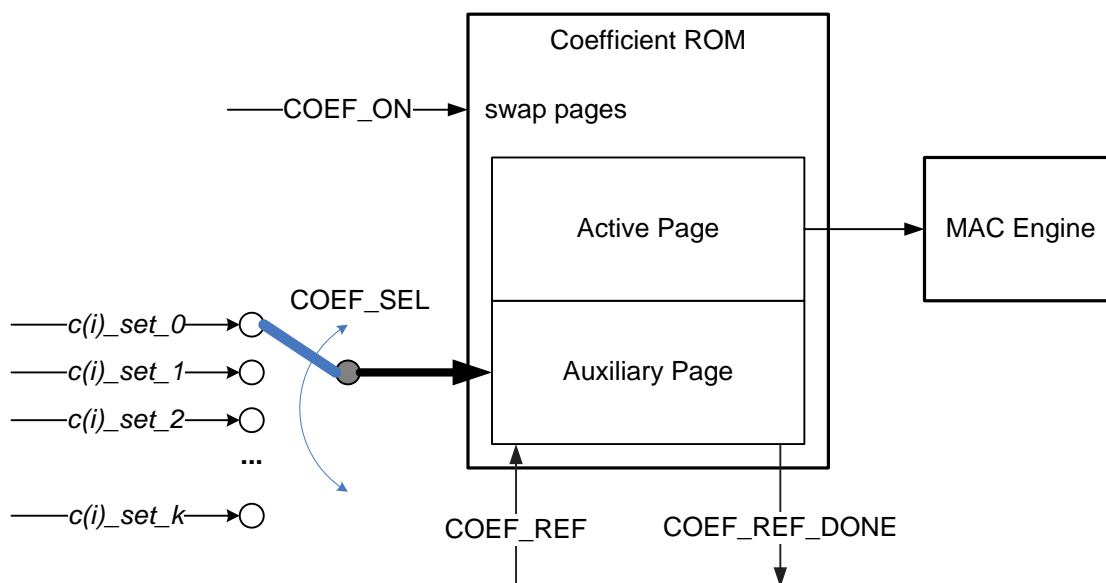 Coefficient ROM
COEF_ON
swap pages
Active Page
MAC Engine
COEF_SEL
c(i)_set_0
c(i)_set_1
Auxiliary Page
c(i)_set_2
...
c(i)_set_k
COEF_REF
COEF_REF_DONE